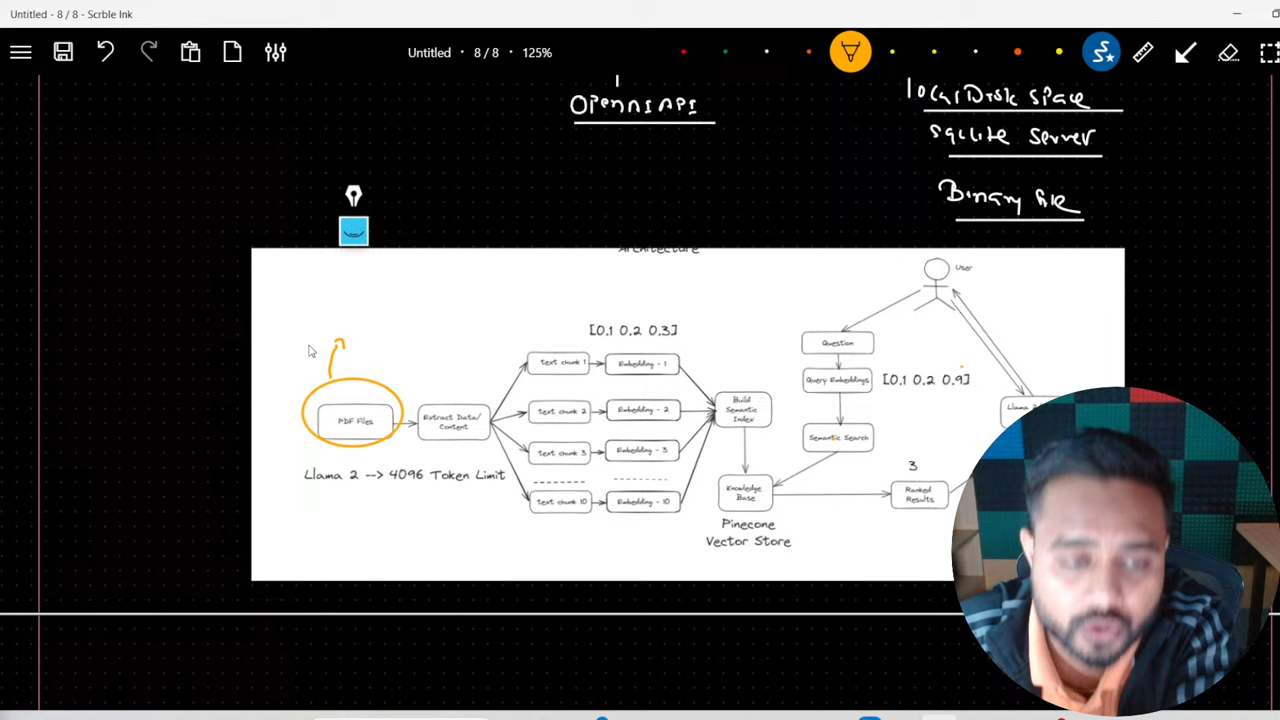 Untitled - 8 / 8 - Scrble Ink
Untitled • 8 / 8 • 125%
OpenAI API
local Disk space
sqllite server
Binary file
Architecture
User
[0.1 0.2 0.3]
Question
Text chunk 1
Embedding - 1
Query Embeddings
[0.1 0.2 0.9]
PDF Files
Extract Data/
Content
Text chunk 2
Embedding - 2
Build
Semantic
Index
Llama 2
Semantic Search
Text chunk 3
Embedding - 3
Llama 2 --> 4096 Token Limit
3
Text chunk 10
Embedding - 10
Knowledge
Base
Ranked
Results
Pinecone
Vector Store